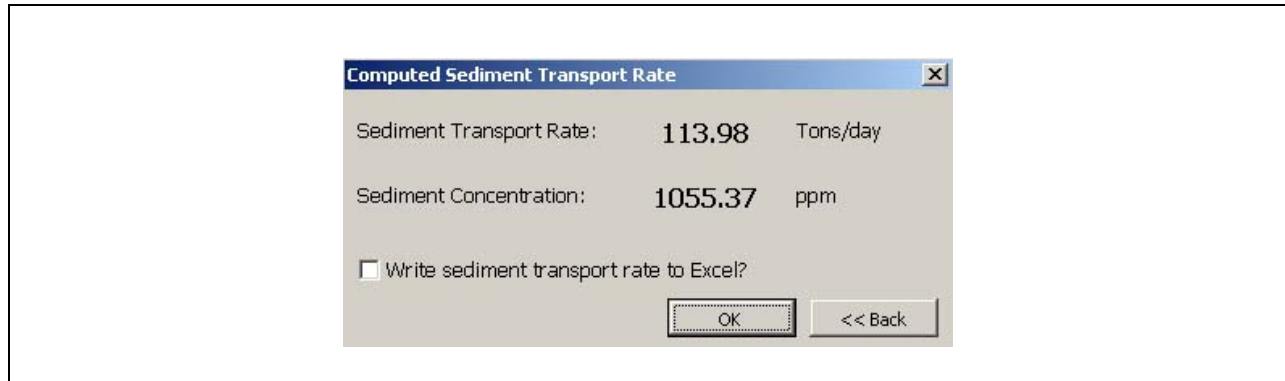 Computed Sediment Transport Rate
Sediment Transport Rate: 113.98 Tons/day
Sediment Concentration: 1055.37 ppm
Write sediment transport rate to Excel?
OK << Back